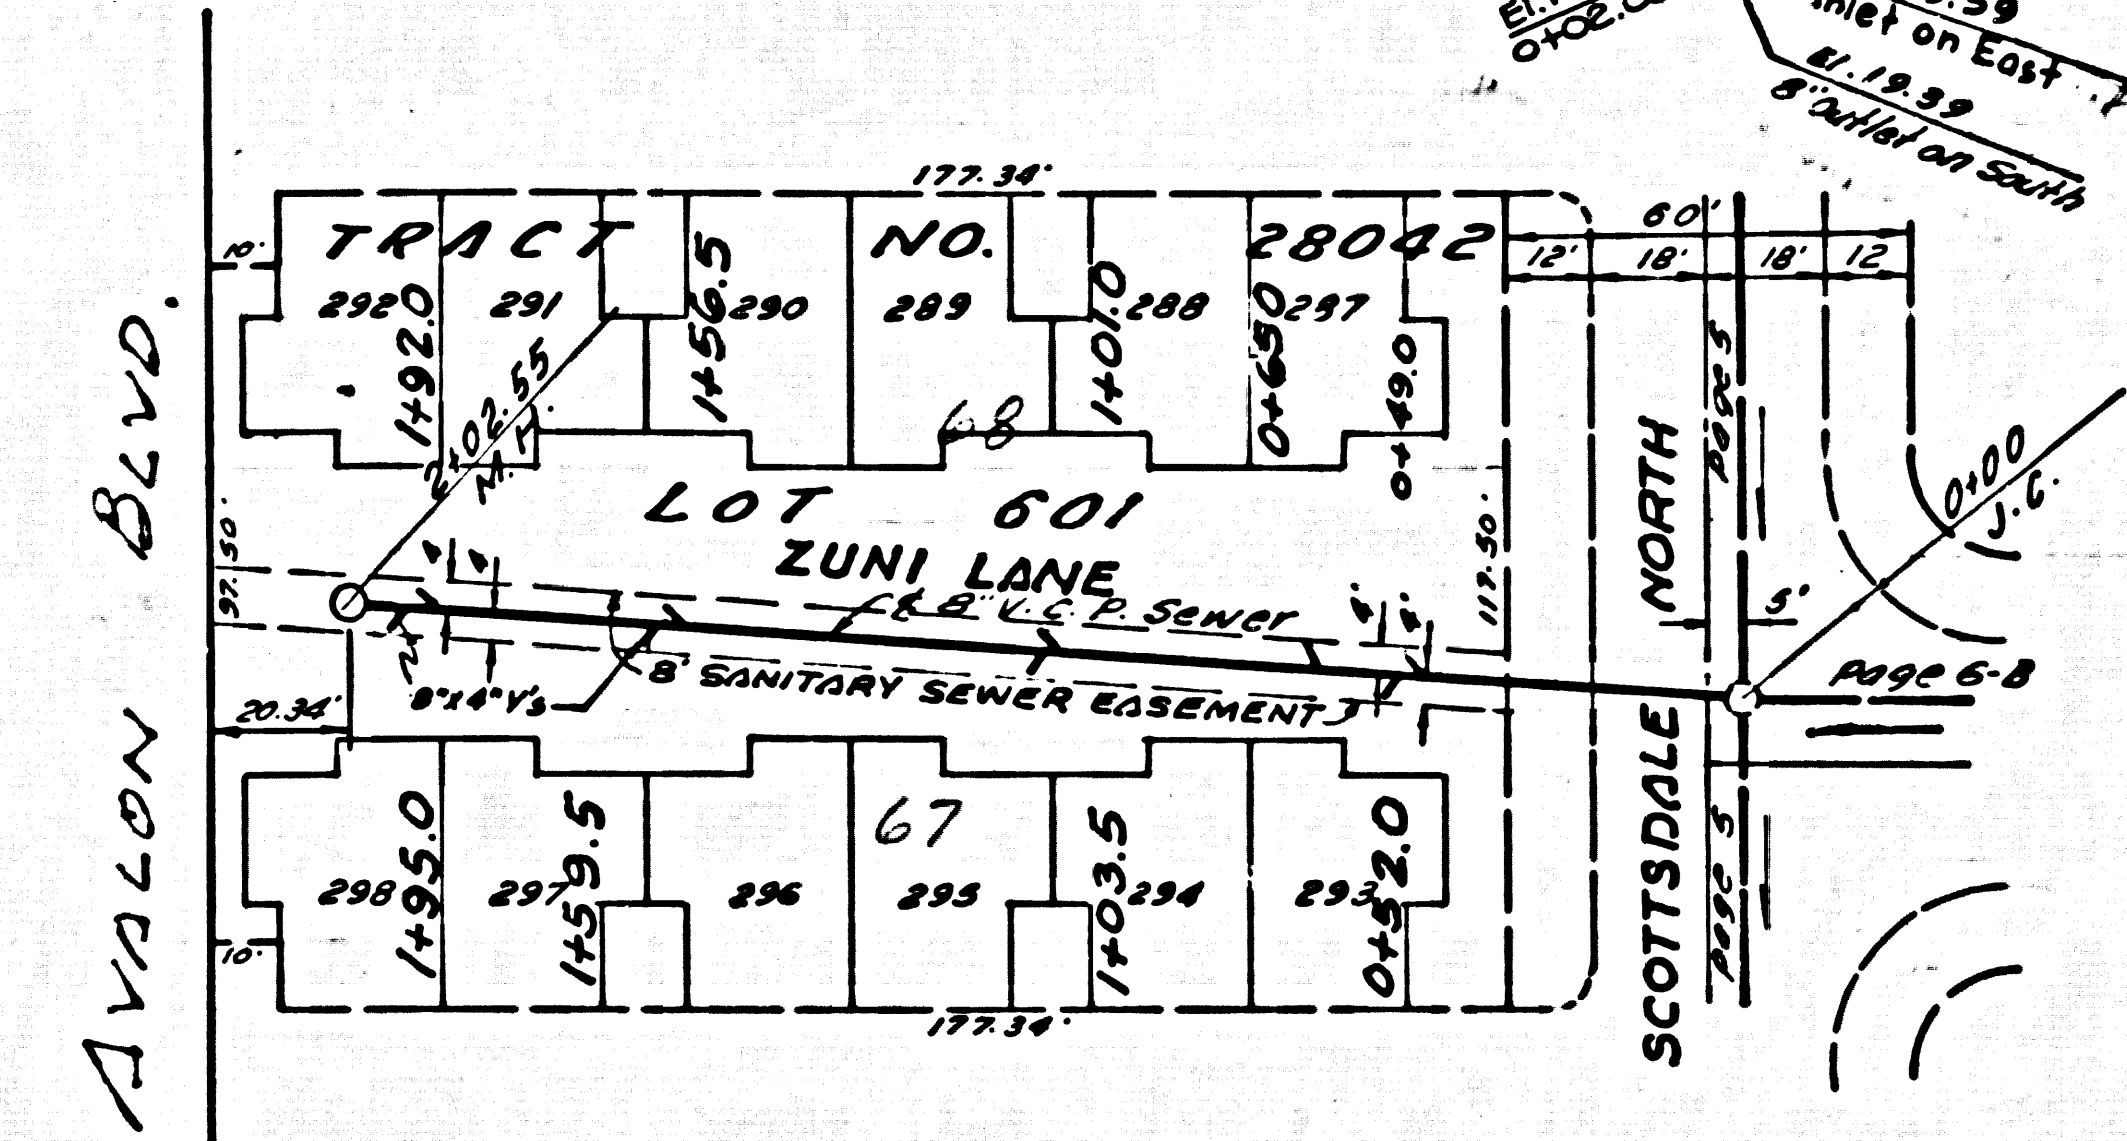 El. 19.39
8" Outlet on South
Inlet on East
177.34'
TRACT NO. 28042
10'
60'
12' 18' 18' 12
292 291 290 289 288 287
1+92.0
1+56.5
1+01.0
0+65.0
0+49.0
2+02.55
M.H.
68
LOT 601
ZUNI LANE
℄ 8" V.C.P. Sewer
4' 4'
4' 4'
97.50'
117.50'
8' SANITARY SEWER EASEMENT
8"x4" Y's
20.34'
NORTH SCOTTSDALE
page 5
0+00
J.C.
5'
Page 6-B
page 5
67
298 297 296 295 294 293
1+95.0
1+59.5
1+03.5
0+52.0
10'
177.34'
AVALON BLVD.